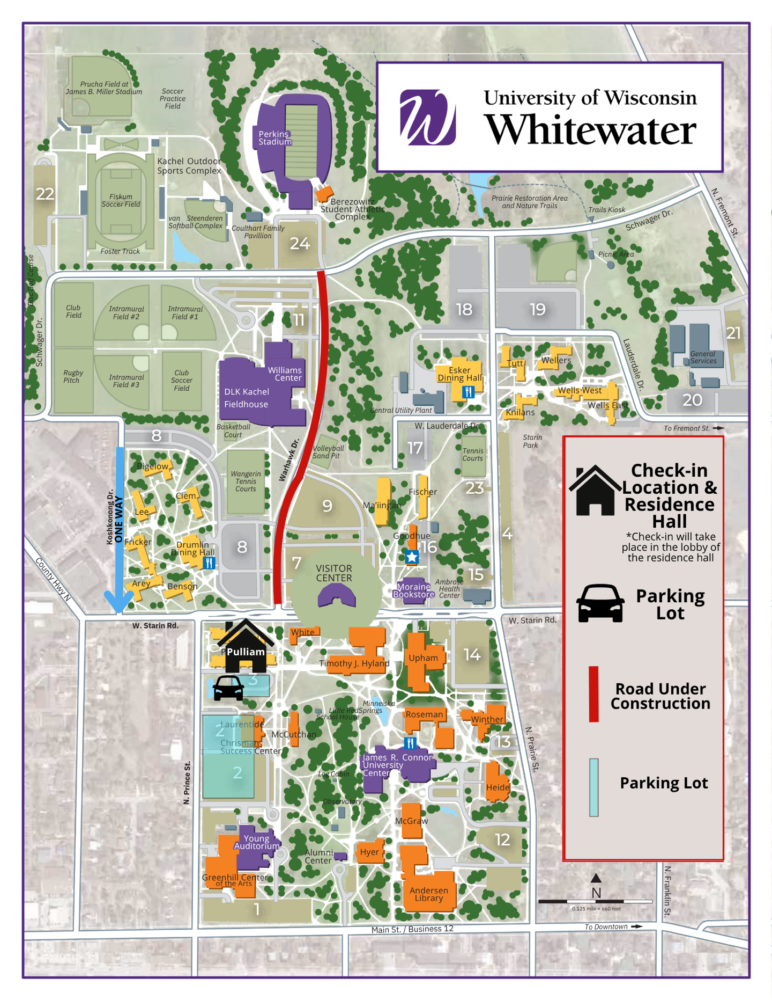 University of Wisconsin
Whitewater
Prucha Field at
James B. Miller Stadium
Soccer
Practice
Field
Perkins
Stadium
Kachel Outdoor
Sports Complex
22
Fiskum
Soccer Field
van Steenderen
Softball Complex
Foster Track
Coulthart Family
Pavillion
Berezowitz
Student Athletic
Complex
24
Prairie Restoration Area
and Nature Trails
Trails Kiosk
Schwager Dr.
N. Fremont St.
Picnic Area
Disc Golf Course
Schwager Dr.
Club
Field
Intramural
Field #2
Intramural
Field #1
11
18
19
21
Rugby
Pitch
Intramural
Field #3
Club
Soccer
Field
Williams
Center
DLK Kachel
Fieldhouse
Esker
Dining Hall
Tutt
Wellers
Wells West
Wells East
Knilans
Lauderdale Dr.
General
Services
20
Central Utility Plant
W. Lauderdale Dr.
To Fremont St.
Basketball
Court
8
Volleyball
Sand Pit
Warhawk Dr.
17
Tennis
Courts
Starin
Park
Bigelow
Wangerin
Tennis
Courts
Clem
Lee
Koshkonong Dr.
ONE WAY
9
Ma'iingan
Fischer
23
Fricker
Drumlin
Dining Hall
8
7
Goodhue
16
4
VISITOR
CENTER
15
Arey
Benson
Moraine
Bookstore
Ambrose
Health
Center
County Hwy N
W. Starin Rd.
W. Starin Rd.
P
Pulliam
White
Timothy J. Hyland
Upham
14
3
Minneiska
Springs
Little Red
School House
Roseman
Winther
2
Laurentide
McCutchan
Chrisman
Success Center
13
N. Prairie St.
James R. Connor
University
Center
2
N. Prince St.
Log Cabin
Heide
Observatory
McGraw
12
Young
Auditorium
Alumni
Center
Hyer
Greenhill Center
of the Arts
Andersen
Library
1
Main St. / Business 12
Check-in
Location &
Residence
Hall
*Check-in will take
place in the lobby of
the residence hall
Parking
Lot
Road Under
Construction
Parking Lot
N
0.125 mile = 660 feet
N. Franklin St.
To Downtown